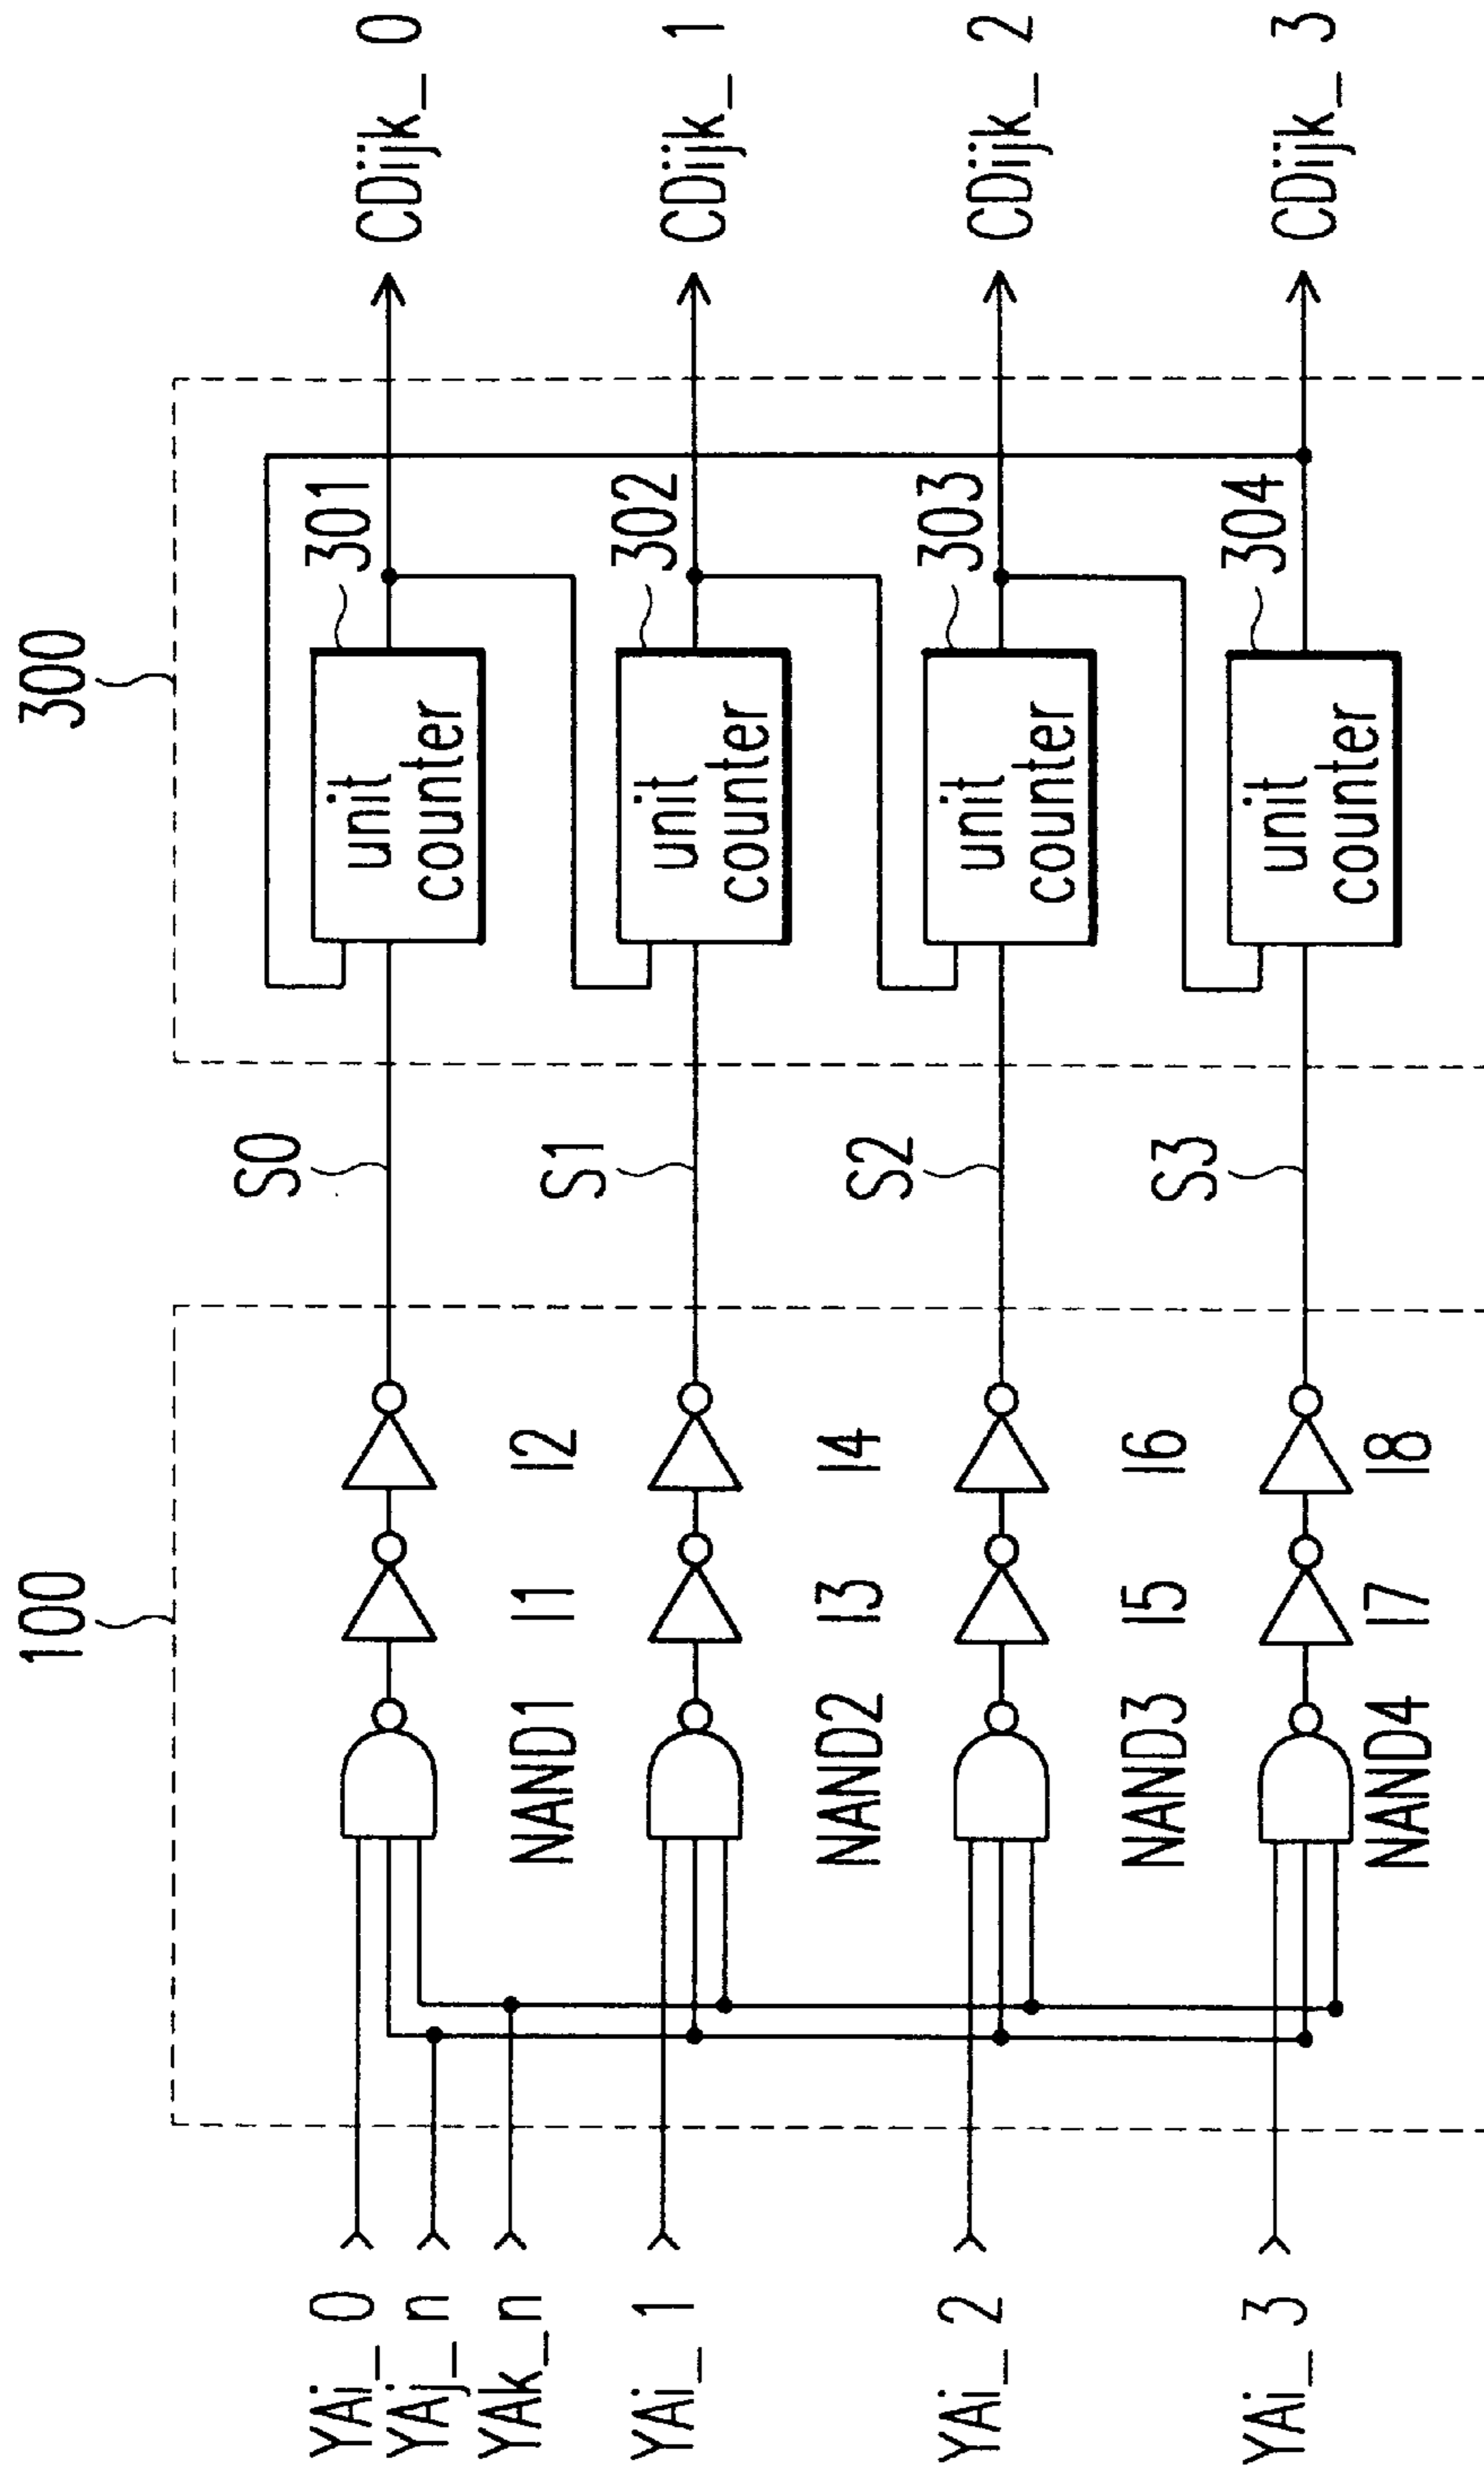 100
300
YAi_0
YAj_n
YAk_n
NAND1
I1
I2
S0
unit
counter
301
CDijk_0
YAi_1
NAND2
I3
I4
S1
unit
counter
302
CDijk_1
YAi_2
NAND3
I5
I6
S2
unit
counter
303
CDijk_2
YAi_3
NAND4
I7
I8
S3
unit
counter
304
CDijk_3